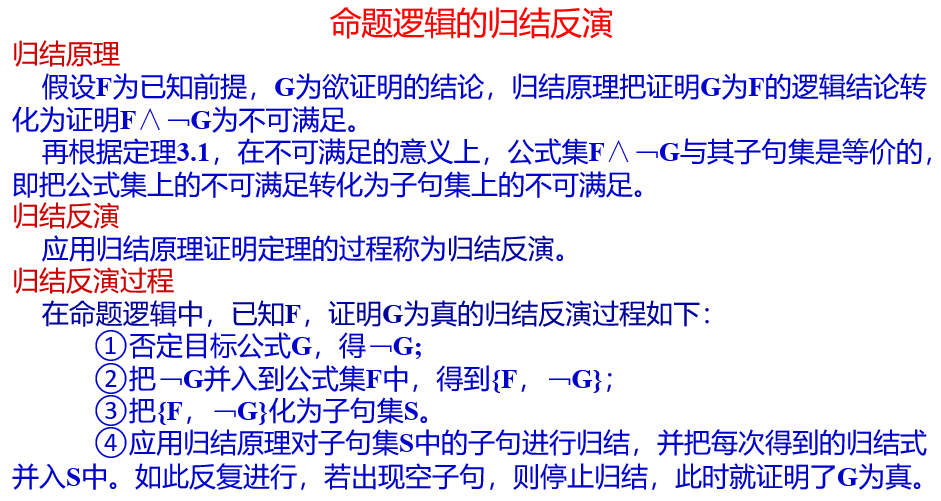 命题逻辑的归结反演
归结原理
假设F为已知前提，G为欲证明的结论，归结原理把证明G为F的逻辑结论转
化为证明F∧﹁G为不可满足。
再根据定理3.1，在不可满足的意义上，公式集F∧﹁G与其子句集是等价的，
即把公式集上的不可满足转化为子句集上的不可满足。
归结反演
应用归结原理证明定理的过程称为归结反演。
归结反演过程
在命题逻辑中，已知F，证明G为真的归结反演过程如下：
①否定目标公式G，得﹁G;
②把﹁G并入到公式集F中，得到{F，﹁G}；
③把{F，﹁G}化为子句集S。
④应用归结原理对子句集S中的子句进行归结，并把每次得到的归结式
并入S中。如此反复进行，若出现空子句，则停止归结，此时就证明了G为真。